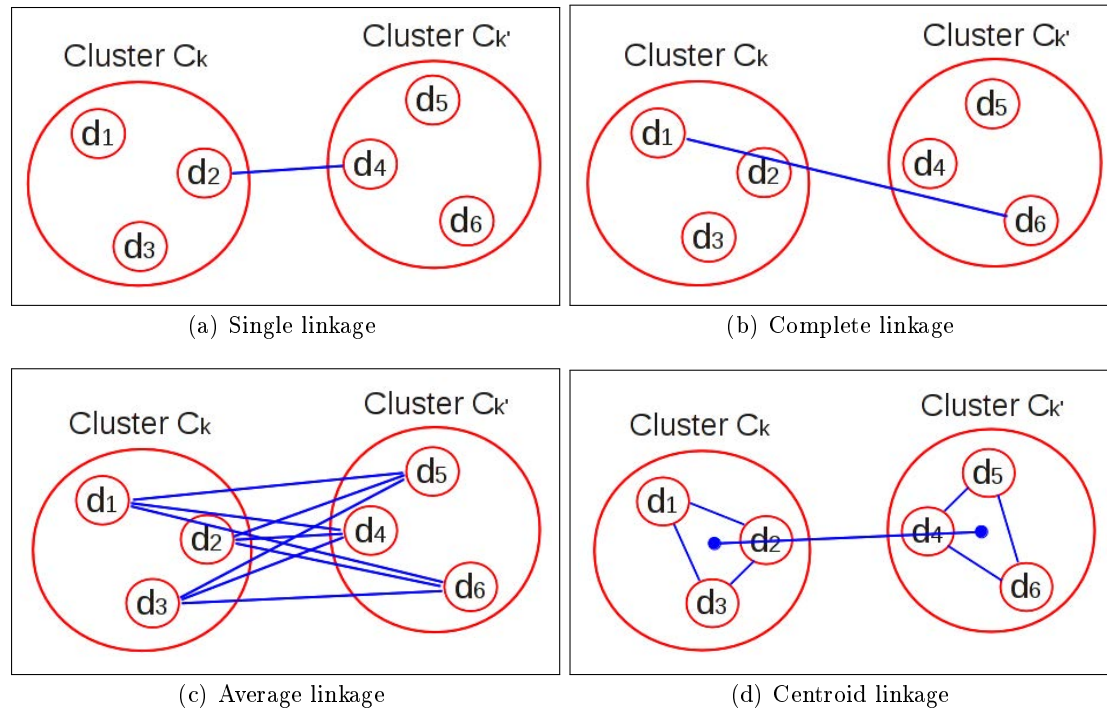 Cluster Ck
Cluster Ck'
d1
d2
d3
d4
d5
d6
(a) Single linkage
Cluster Ck
Cluster Ck'
d1
d2
d3
d4
d5
d6
(b) Complete linkage
Cluster Ck
Cluster Ck'
d1
d2
d3
d4
d5
d6
(c) Average linkage
Cluster Ck
Cluster Ck'
d1
d2
d3
d4
d5
d6
(d) Centroid linkage